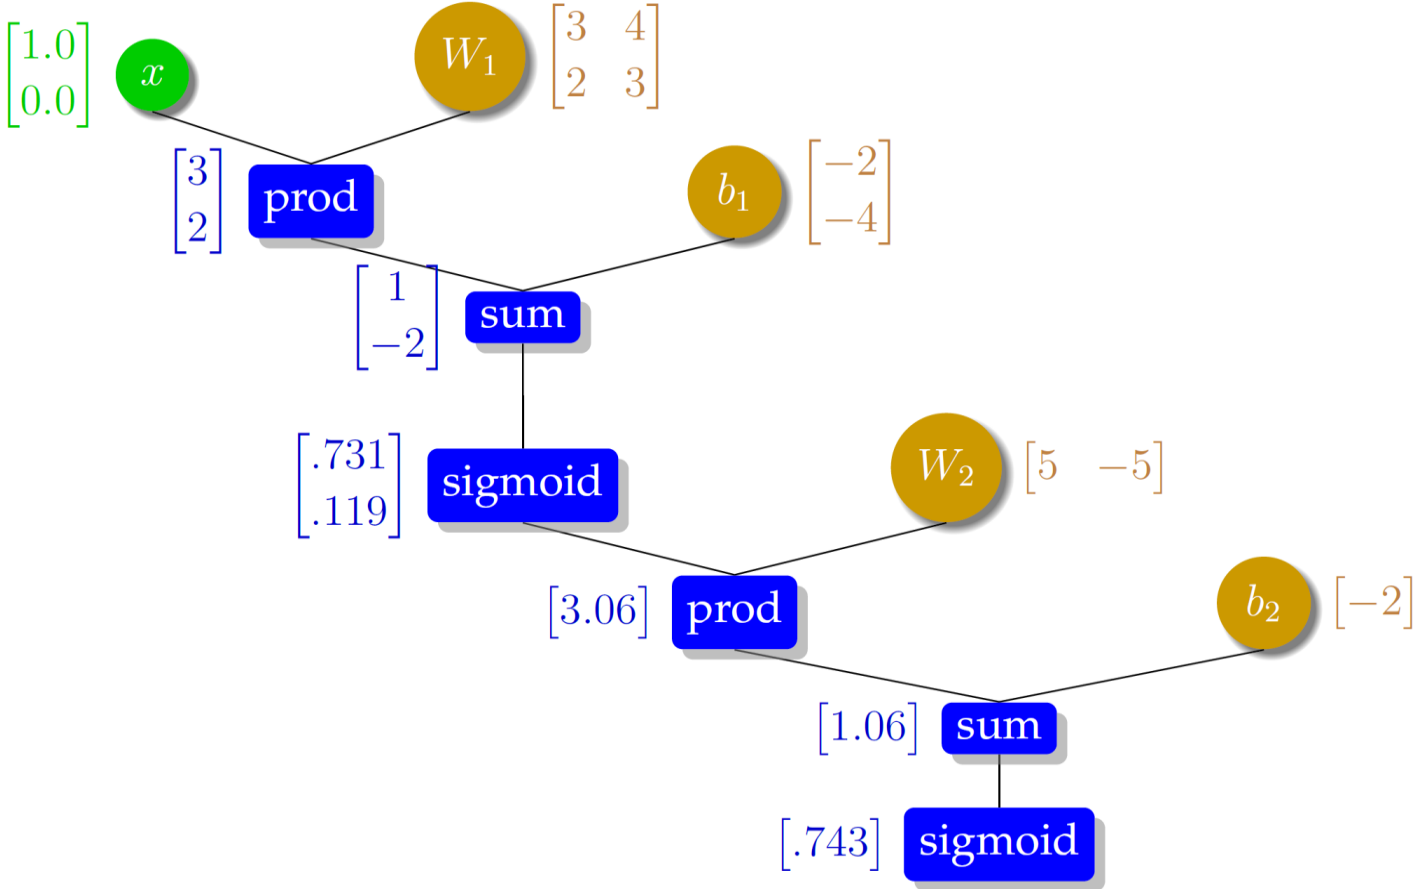 [1.0
0.0] x W₁ [3 4
2 3]
[3
2] prod b₁ [−2
−4]
[1
−2] sum
[.731
.119] sigmoid W₂ [5 −5]
[3.06] prod b₂ [−2]
[1.06] sum
[.743] sigmoid